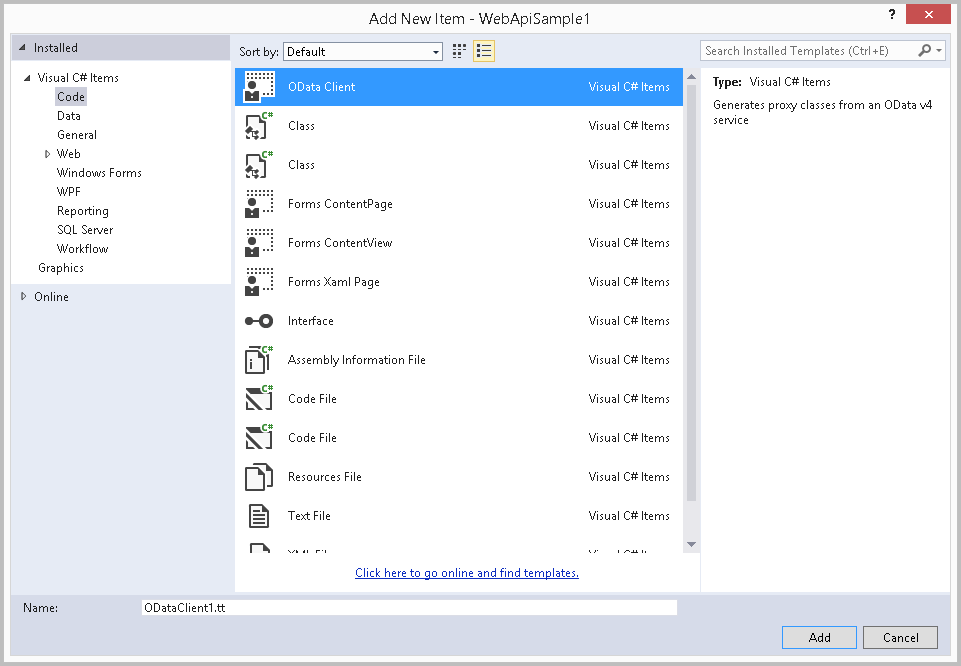 Add New Item - WebApiSample1
?
Installed
Sort by: Default
Search Installed Templates (Ctrl+E)
Visual C# Items
Code
Data
General
Web
Windows Forms
WPF
Reporting
SQL Server
Workflow
Graphics
Online
OData Client Visual C# Items
C# Class Visual C# Items
C# Class Visual C# Items
Forms ContentPage Visual C# Items
Forms ContentView Visual C# Items
Forms Xaml Page Visual C# Items
Interface Visual C# Items
C# Assembly Information File Visual C# Items
C# Code File Visual C# Items
C# Code File Visual C# Items
Resources File Visual C# Items
Text File Visual C# Items
Click here to go online and find templates.
Type: Visual C# Items
Generates proxy classes from an OData v4
service
Name: ODataClient1.tt
Add Cancel